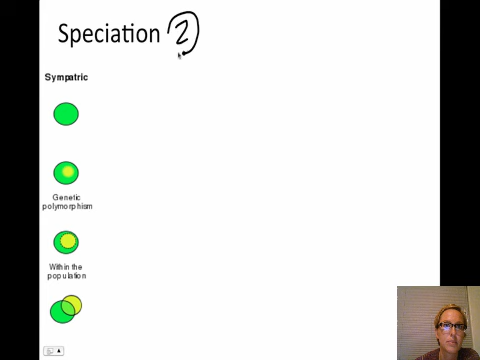 Speciation 2
Sympatric
Genetic
polymorphism
Within the
population